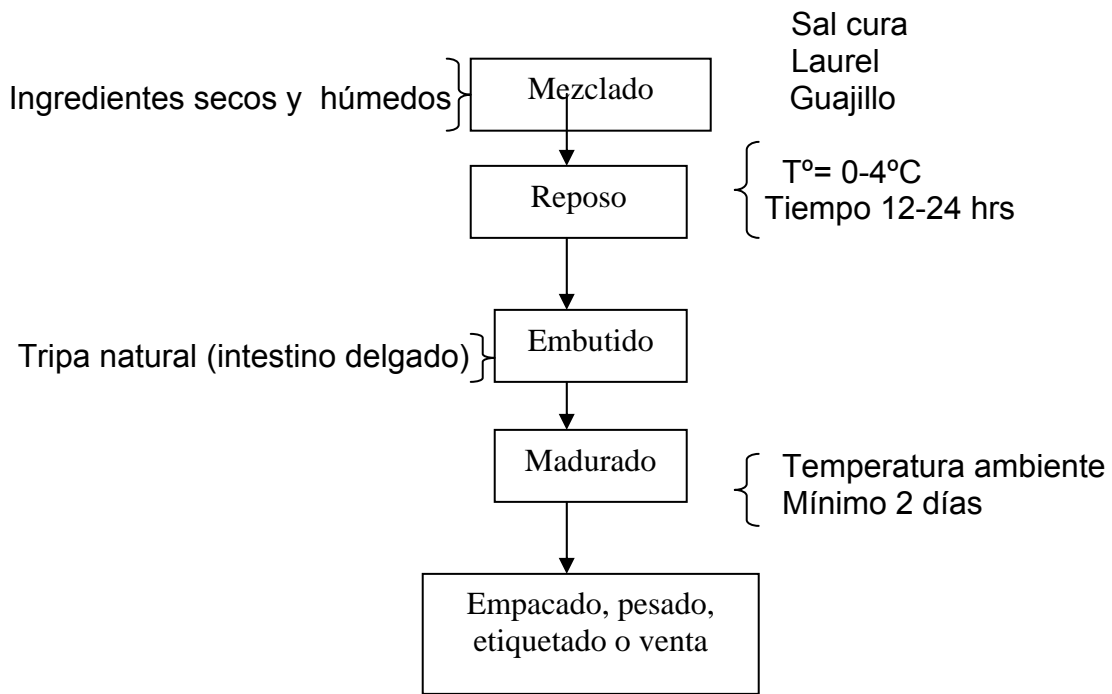 Sal cura
Laurel
Guajillo
Ingredientes secos y  húmedos
Mezclado
Reposo
Tº= 0-4ºC
Tiempo 12-24 hrs
Tripa natural (intestino delgado)
Embutido
Madurado
Temperatura ambiente
Mínimo 2 días
Empacado, pesado,
etiquetado o venta